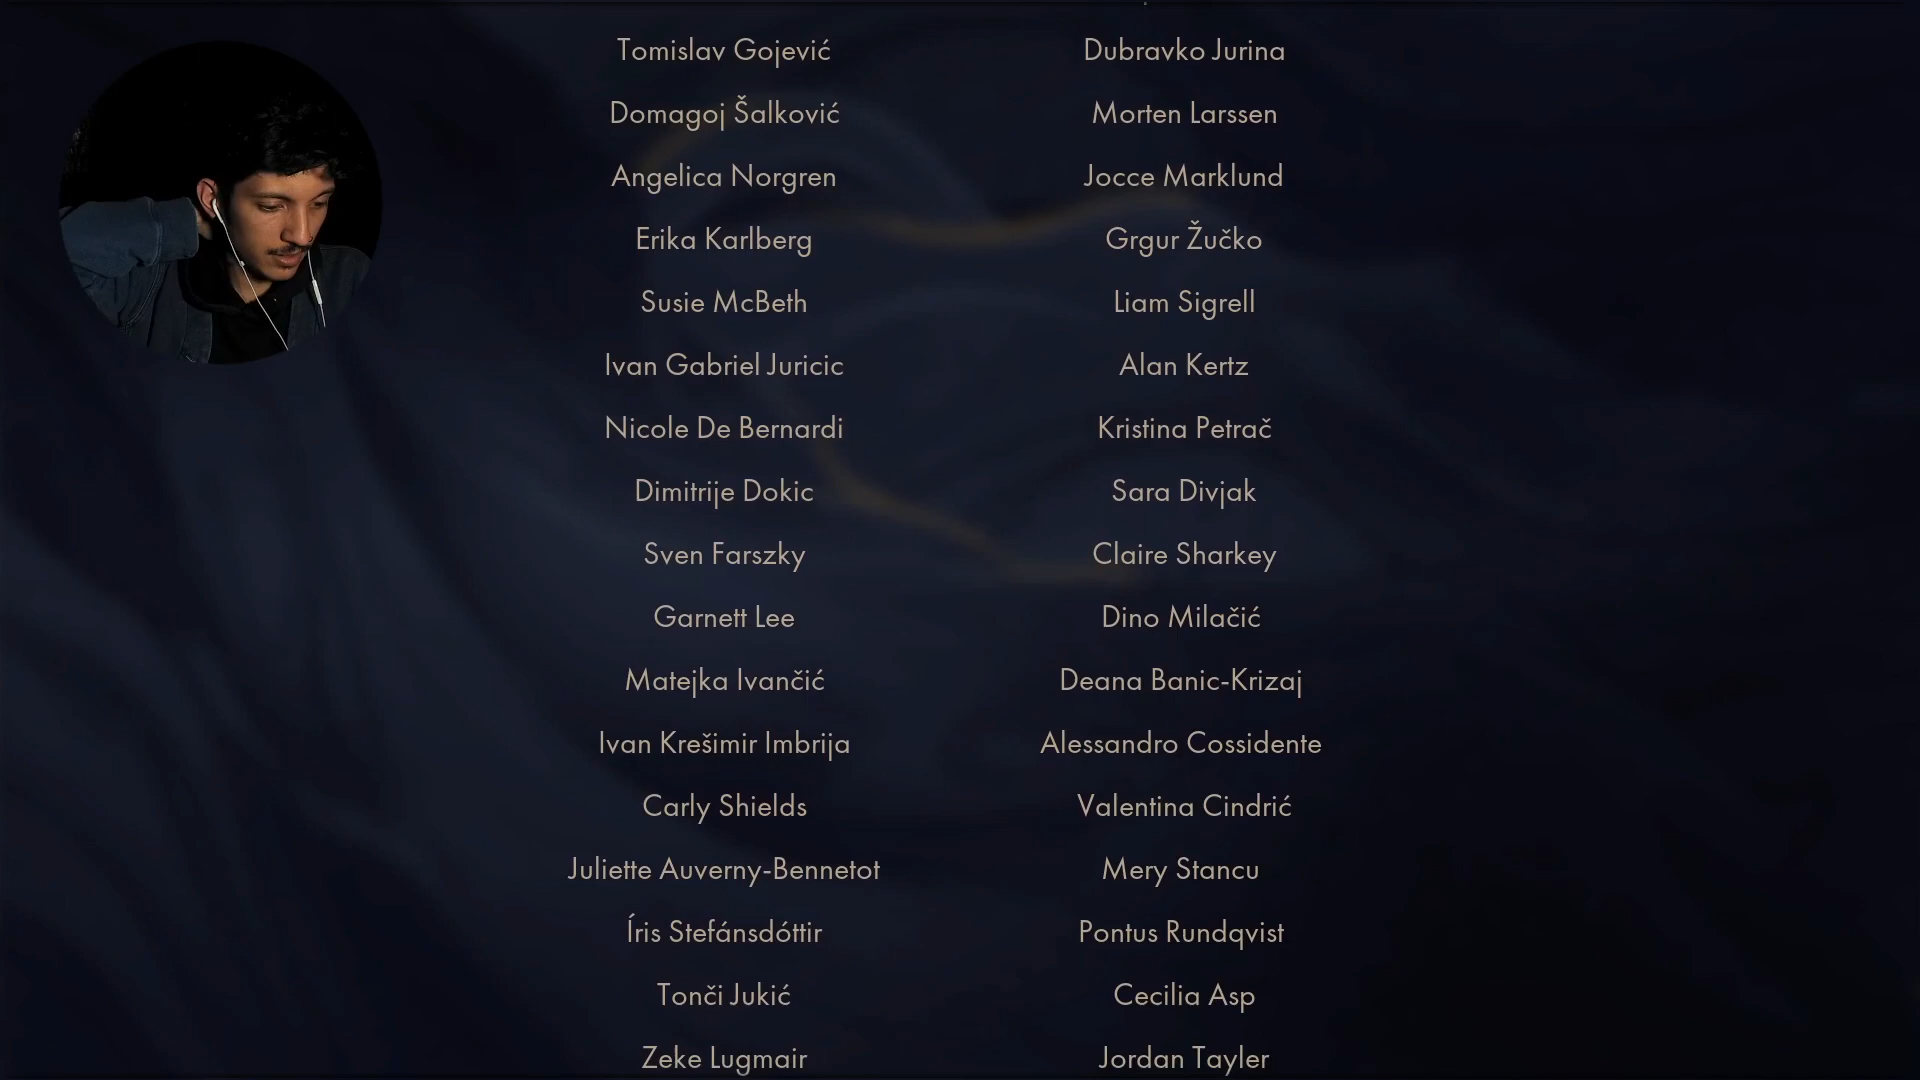 Tomislav Gojević
Dubravko Jurina
Domagoj Šalković
Morten Larssen
Angelica Norgren
Jocce Marklund
Erika Karlberg
Grgur Žučko
Susie McBeth
Liam Sigrell
Ivan Gabriel Juricic
Alan Kertz
Nicole De Bernardi
Kristina Petrač
Dimitrije Dokic
Sara Divjak
Sven Farszky
Claire Sharkey
Garnett Lee
Dino Milačić
Matejka Ivančić
Deana Banic-Krizaj
Ivan Krešimir Imbrija
Alessandro Cossidente
Carly Shields
Valentina Cindrić
Juliette Auverny-Bennetot
Mery Stancu
Íris Stefánsdóttir
Pontus Rundqvist
Tonči Jukić
Cecilia Asp
Zeke Lugmair
Jordan Tayler